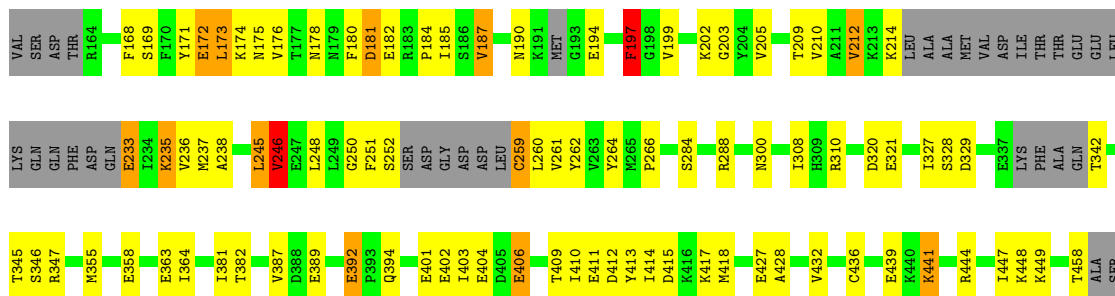 VAL SER ASP THR R164 F168 S169 F170 Y171 E172 L173 K174 N175 V176 T177 N178 N179 F180 D181 E182 R183 P184 I185 S186 V187 N190 K191 MET G193 E194 F197 G198 V199 K202 G203 Y204 V205 T209 V210 A211 V212 K213 K214 LEU ALA ALA MET VAL ASP ILE THR THR GLU GLU LEU
LYS GLN GLN PHE ASP GLN E233 I234 K235 V236 M237 A238 L245 V246 E247 L248 L249 G250 F251 S252 SER ASP GLY ASP ASP LEU C259 L260 V261 Y262 V263 Y264 M265 P266 S284 R288 N300 I308 H309 R310 D320 E321 I327 S328 D329 E337 LYS PHE ALA GLN T342
T345 S346 R347 M355 E358 E363 I364 I381 T382 V387 D388 E389 E392 P393 Q394 E401 E402 I403 E404 D405 E406 T409 I410 E411 D412 Y413 I414 D415 K416 K417 M418 E427 A428 V432 C436 E439 K440 K441 R444 I447 K448 K449 T458 ALA SER